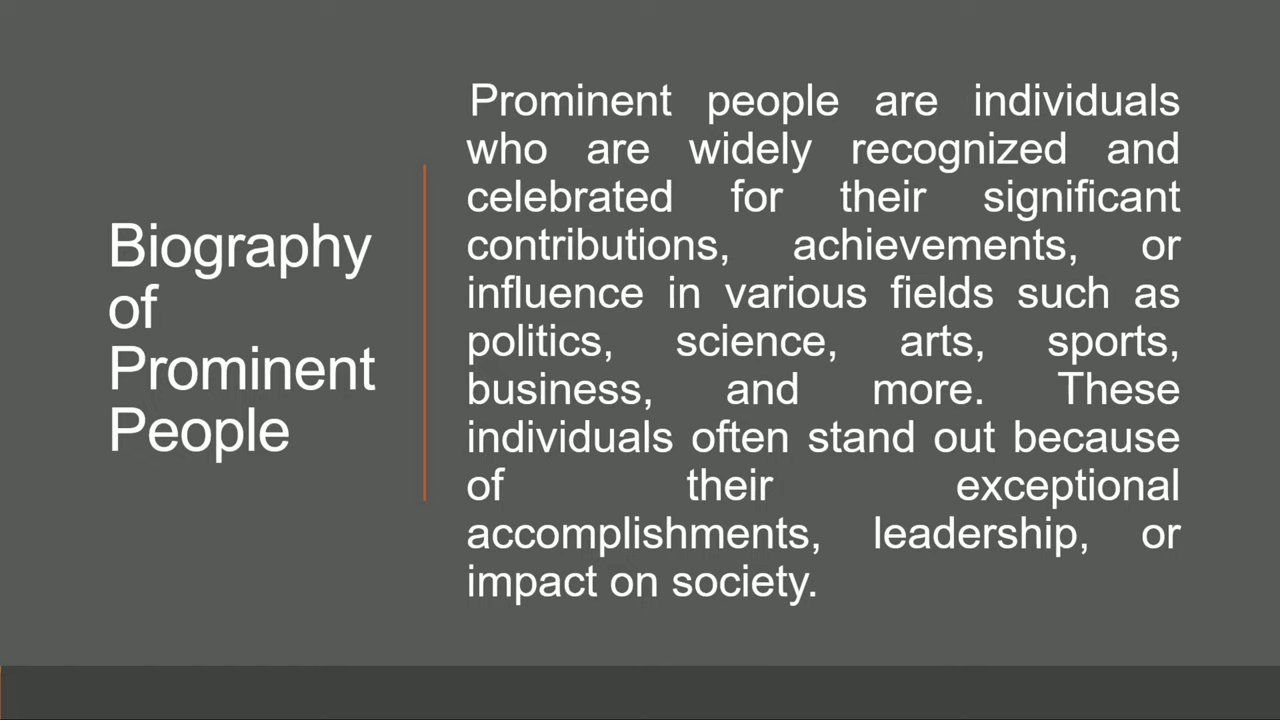 Biography
of
Prominent
People
Prominent people are individuals
who are widely recognized and
celebrated for their significant
contributions, achievements, or
influence in various fields such as
politics, science, arts, sports,
business, and more. These
individuals often stand out because
of their exceptional
accomplishments, leadership, or
impact on society.